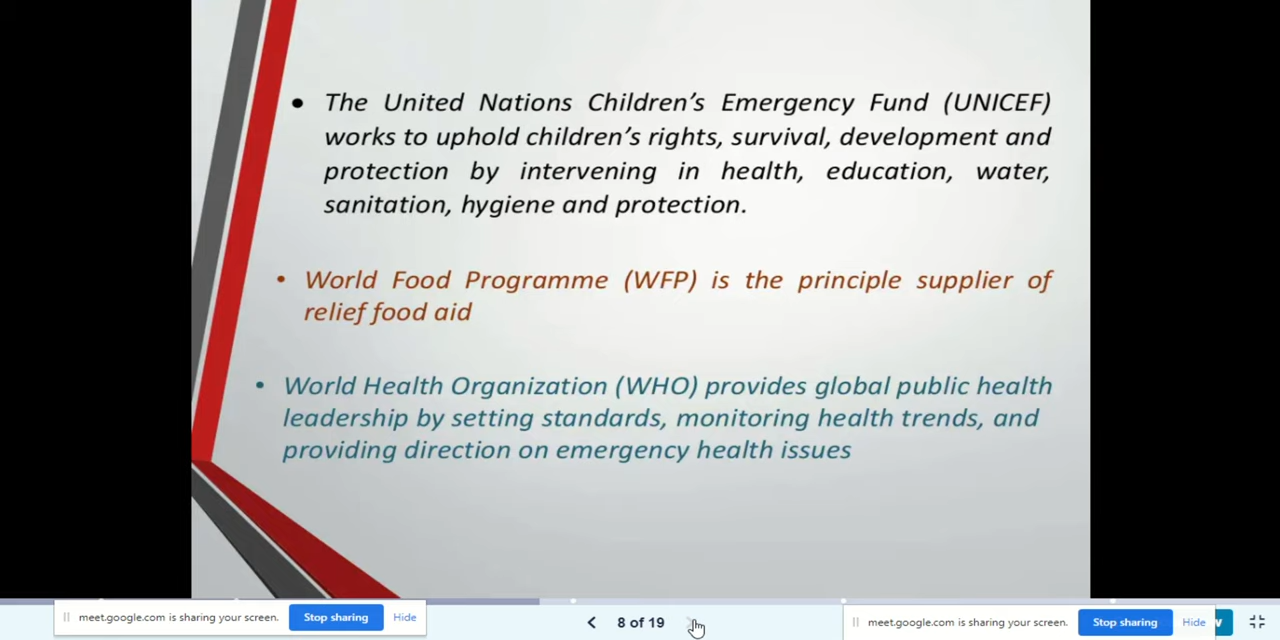 • The United Nations Children's Emergency Fund (UNICEF)
works to uphold children's rights, survival, development and
protection by intervening in health, education, water,
sanitation, hygiene and protection.
• World Food Programme (WFP) is the principle supplier of
relief food aid
• World Health Organization (WHO) provides global public health
leadership by setting standards, monitoring health trends, and
providing direction on emergency health issues
meet.google.com is sharing your screen. Stop sharing Hide
8 of 19
meet.google.com is sharing your screen. Stop sharing Hide